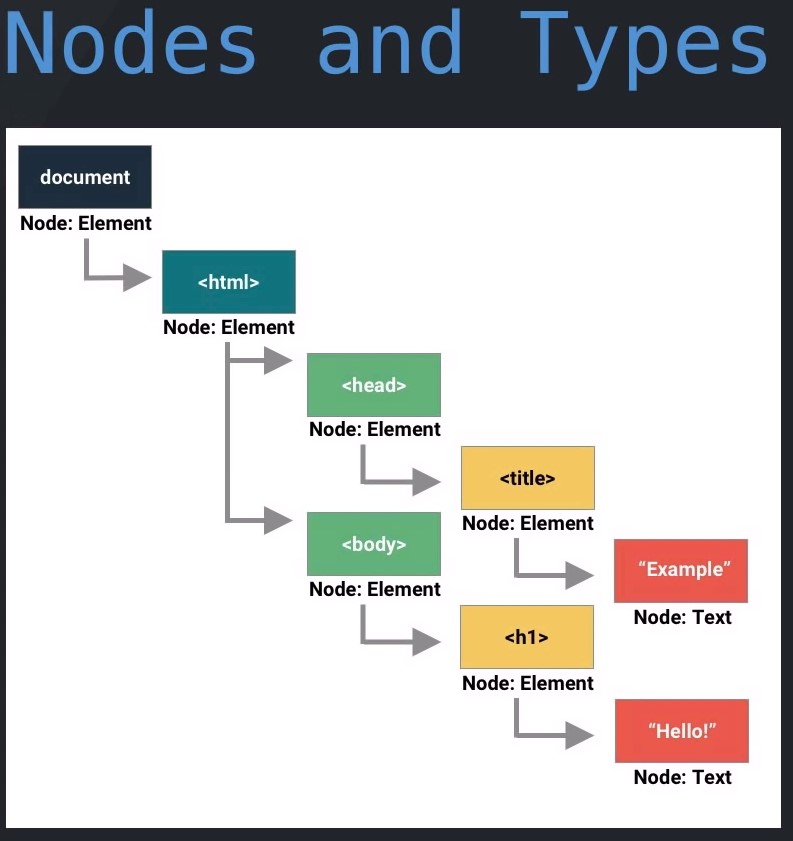 Nodes and Types
document
Node: Element
<html>
Node: Element
<head>
Node: Element
<title>
Node: Element
“Example”
Node: Text
<body>
Node: Element
<h1>
Node: Element
“Hello!”
Node: Text